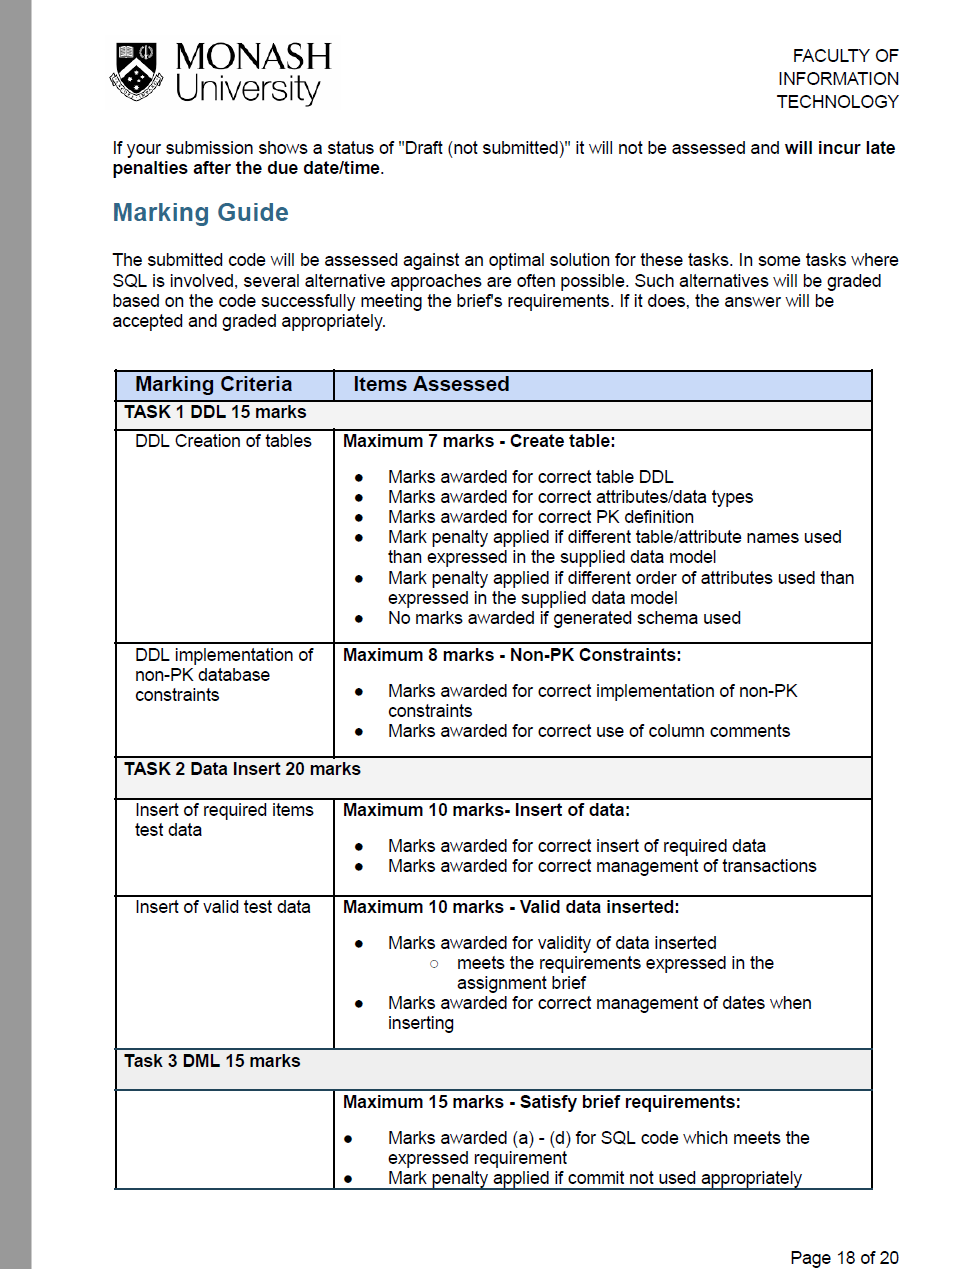 MONASH
University
FACULTY OF
INFORMATION
TECHNOLOGY
If your submission shows a status of "Draft (not submitted)" it will not be assessed and will incur late
penalties after the due date/time.
Marking Guide
The submitted code will be assessed against an optimal solution for these tasks. In some tasks where
SQL is involved, several alternative approaches are often possible. Such alternatives will be graded
based on the code successfully meeting the brief's requirements. If it does, the answer will be
accepted and graded appropriately.
Marking Criteria
Items Assessed
TASK 1 DDL 15 marks
DDL Creation of tables
Maximum 7 marks - Create table:
● Marks awarded for correct table DDL
● Marks awarded for correct attributes/data types
● Marks awarded for correct PK definition
● Mark penalty applied if different table/attribute names used
than expressed in the supplied data model
● Mark penalty applied if different order of attributes used than
expressed in the supplied data model
● No marks awarded if generated schema used
DDL implementation of
non-PK database
constraints
Maximum 8 marks - Non-PK Constraints:
● Marks awarded for correct implementation of non-PK
constraints
● Marks awarded for correct use of column comments
TASK 2 Data Insert 20 marks
Insert of required items
test data
Maximum 10 marks- Insert of data:
● Marks awarded for correct insert of required data
● Marks awarded for correct management of transactions
Insert of valid test data
Maximum 10 marks - Valid data inserted:
● Marks awarded for validity of data inserted
○ meets the requirements expressed in the
assignment brief
● Marks awarded for correct management of dates when
inserting
Task 3 DML 15 marks
Maximum 15 marks - Satisfy brief requirements:
● Marks awarded (a) - (d) for SQL code which meets the
expressed requirement
● Mark penalty applied if commit not used appropriately
Page 18 of 20